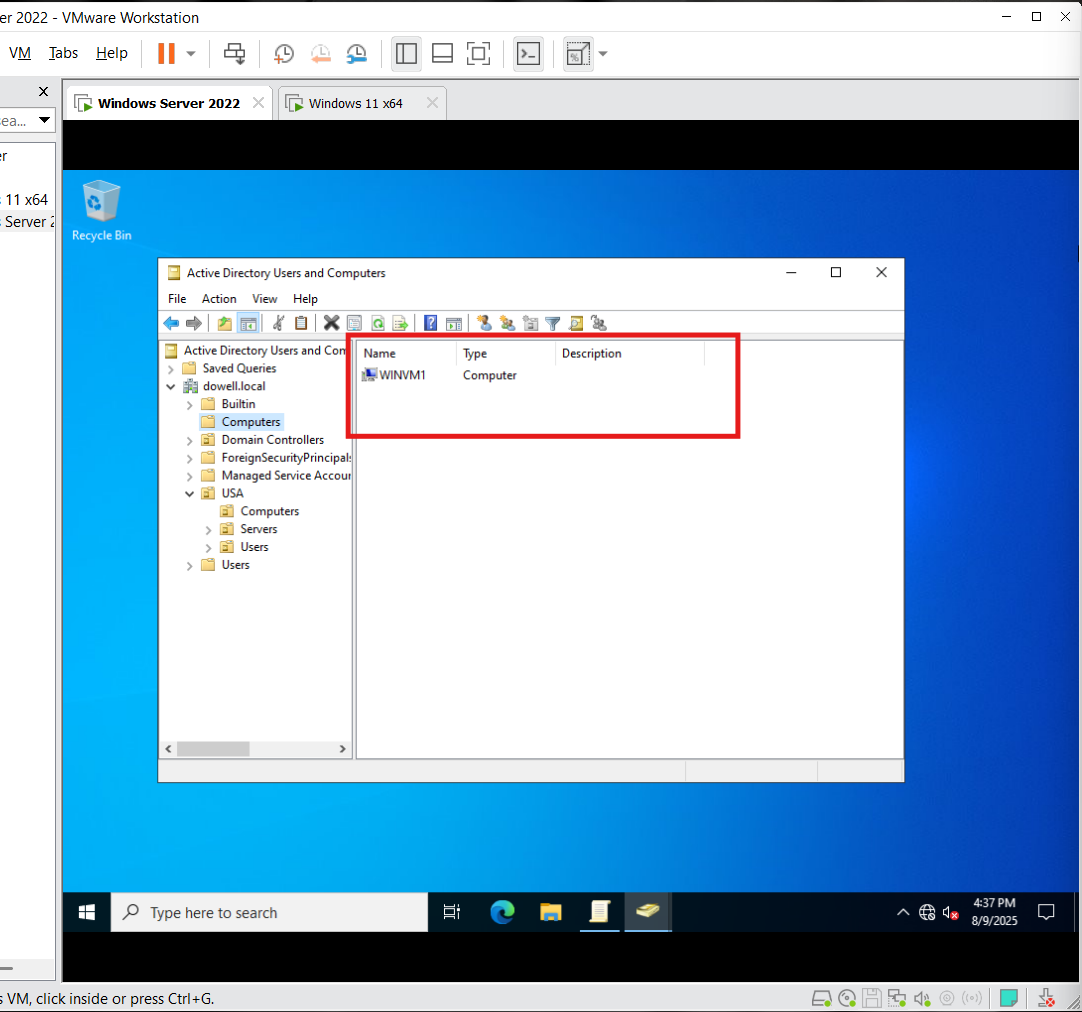 er 2022 - VMware Workstation
VM Tabs Help
sea...
Windows Server 2022
Windows 11 x64
er
s 11 x64
s Server 2
Recycle Bin
Active Directory Users and Computers
File Action View Help
Active Directory Users and Com
Saved Queries
dowell.local
Builtin
Computers
Domain Controllers
ForeignSecurityPrincipals
Managed Service Accour
USA
Computers
Servers
Users
Users
Name Type Description
WINVM1 Computer
Type here to search
4:37 PM
8/9/2025
s VM, click inside or press Ctrl+G.